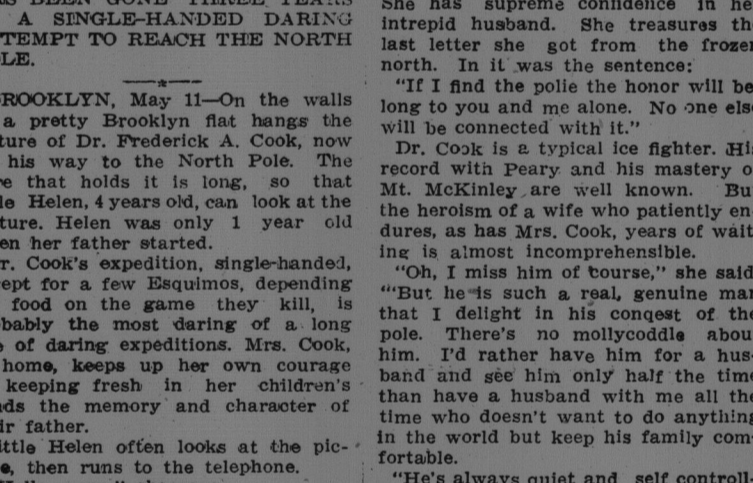 A SINGLE-HANDED DARING
TEMPT TO REACH THE NORTH
LE.
ROOKLYN, May 11—On the walls
a pretty Brooklyn flat hangs the
ture of Dr. Frederick A. Cook, now
his way to the North Pole. The
e that holds it is long, so that
le Helen, 4 years old, can look at the
ture. Helen was only 1 year old
en her father started.
r. Cook's expedition, single-handed,
ept for a few Esquimos, depending
food on the game they kill, is
bably the most daring of a long
e of daring expeditions. Mrs. Cook,
home, keeps up her own courage
keeping fresh in her children's
ds the memory and character of
ir father.
ittle Helen often looks at the pic-
e, then runs to the telephone.
She has supreme confidence in he
intrepid husband. She treasures th
last letter she got from the frozen
north. In it was the sentence:
"If I find the polie the honor will be
long to you and me alone. No one els
will be connected with it."
Dr. Cook is a typical ice fighter. Hi
record with Peary and his mastery o
Mt. McKinley are well known. Bu
the heroism of a wife who patiently en
dures, as has Mrs. Cook, years of wait
ing is almost incomprehensible.
"Oh, I miss him of course," she said
"But he is such a real, genuine man
that I delight in his conqest of the
pole. There's no mollycoddle abou
him. I'd rather have him for a hus-
band and see him only half the time
than have a husband with me all the
time who doesn't want to do anything
in the world but keep his family com-
fortable.
"He's always quiet and self controll-